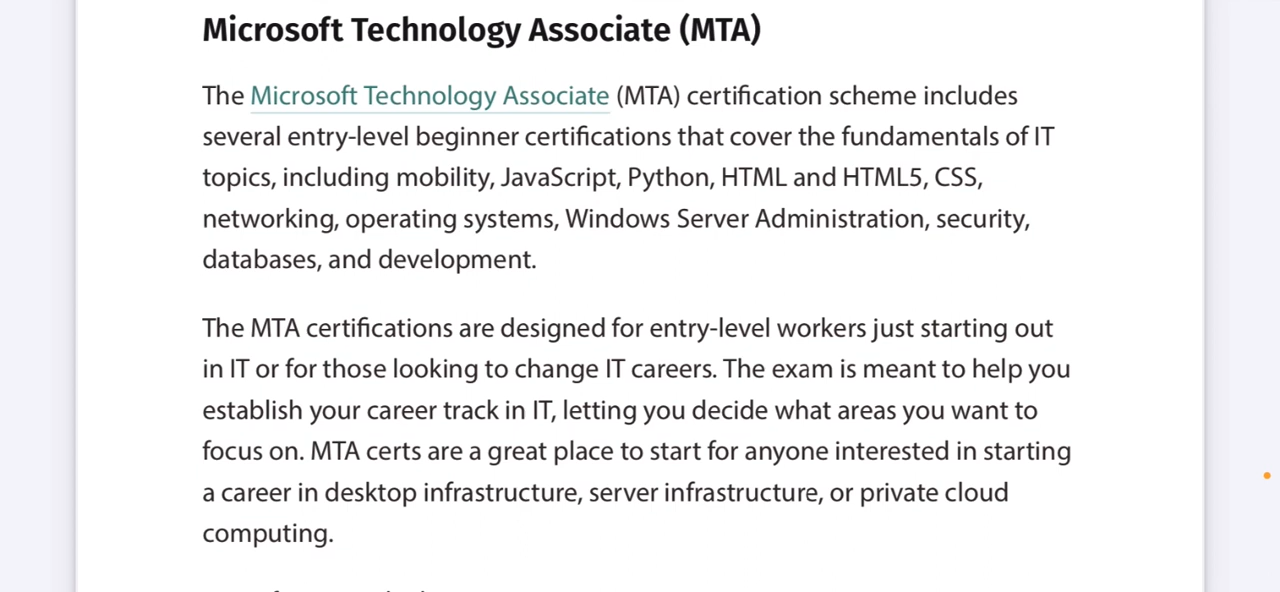 Microsoft Technology Associate (MTA)
The Microsoft Technology Associate (MTA) certification scheme includes
several entry-level beginner certifications that cover the fundamentals of IT
topics, including mobility, JavaScript, Python, HTML and HTML5, CSS,
networking, operating systems, Windows Server Administration, security,
databases, and development.
The MTA certifications are designed for entry-level workers just starting out
in IT or for those looking to change IT careers. The exam is meant to help you
establish your career track in IT, letting you decide what areas you want to
focus on. MTA certs are a great place to start for anyone interested in starting
a career in desktop infrastructure, server infrastructure, or private cloud
computing.